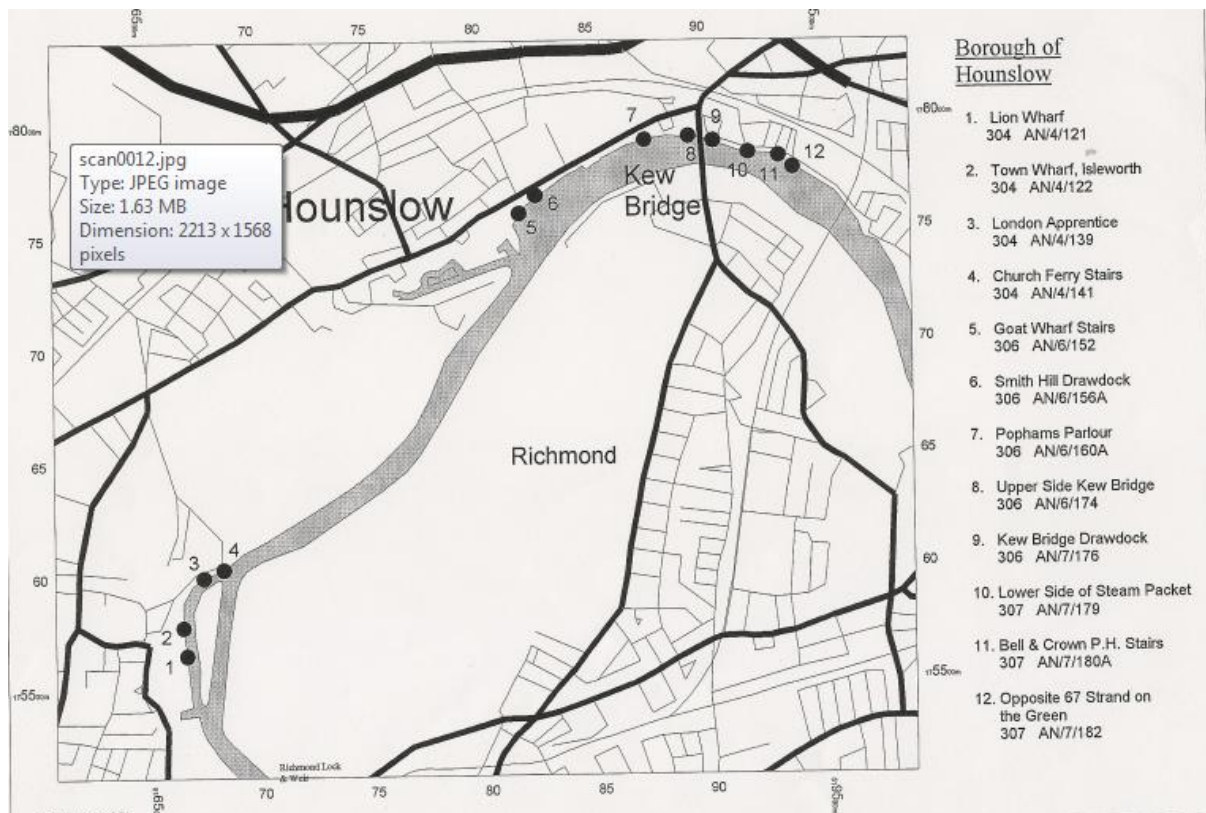 70 75 80 85 90
Borough of
Hounslow
1. Lion Wharf
304 AN/4/121
2. Town Wharf, Isleworth
304 AN/4/122
3. London Apprentice
304 AN/4/139
4. Church Ferry Stairs
304 AN/4/141
5. Goat Wharf Stairs
306 AN/6/152
6. Smith Hill Drawdock
306 AN/6/156A
7. Pophams Parlour
306 AN/6/160A
8. Upper Side Kew Bridge
306 AN/6/174
9. Kew Bridge Drawdock
306 AN/7/176
10. Lower Side of Steam Packet
307 AN/7/179
11. Bell & Crown P.H. Stairs
307 AN/7/180A
12. Opposite 67 Strand on
the Green
307 AN/7/182
scan0012.jpg
Type: JPEG image
Size: 1.63 MB
Dimension: 2213 x 1568
pixels
Hounslow
Kew
Bridge
Richmond
7
9
8
10
11
12
6
5
3
4
2
1
75
70
65
60
75
70
65
60
Richmond Lock
& Weir
70 75 80 85 90